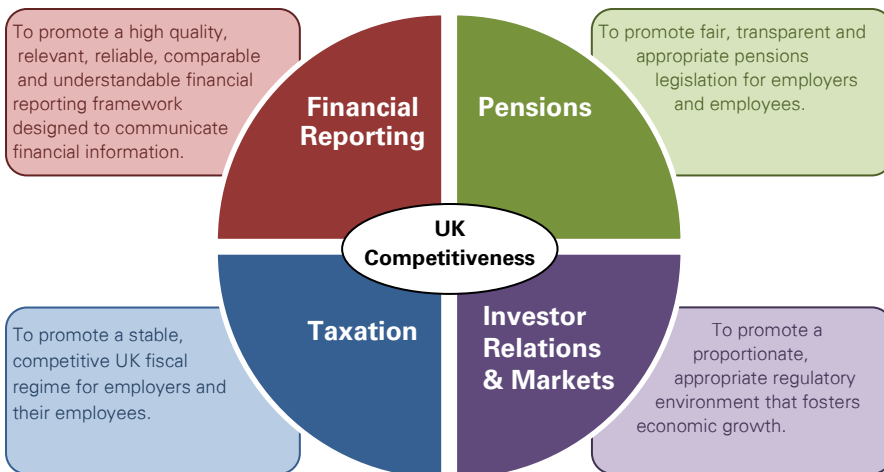 To promote a high quality,
relevant, reliable, comparable
and understandable financial
reporting framework
designed to communicate
financial information.
Financial
Reporting
Pensions
To promote fair, transparent and
appropriate pensions
legislation for employers
and employees.
UK
Competitiveness
To promote a stable,
competitive UK fiscal
regime for employers and
their employees.
Taxation
Investor
Relations
& Markets
To promote a
proportionate,
appropriate regulatory
environment that fosters
economic growth.